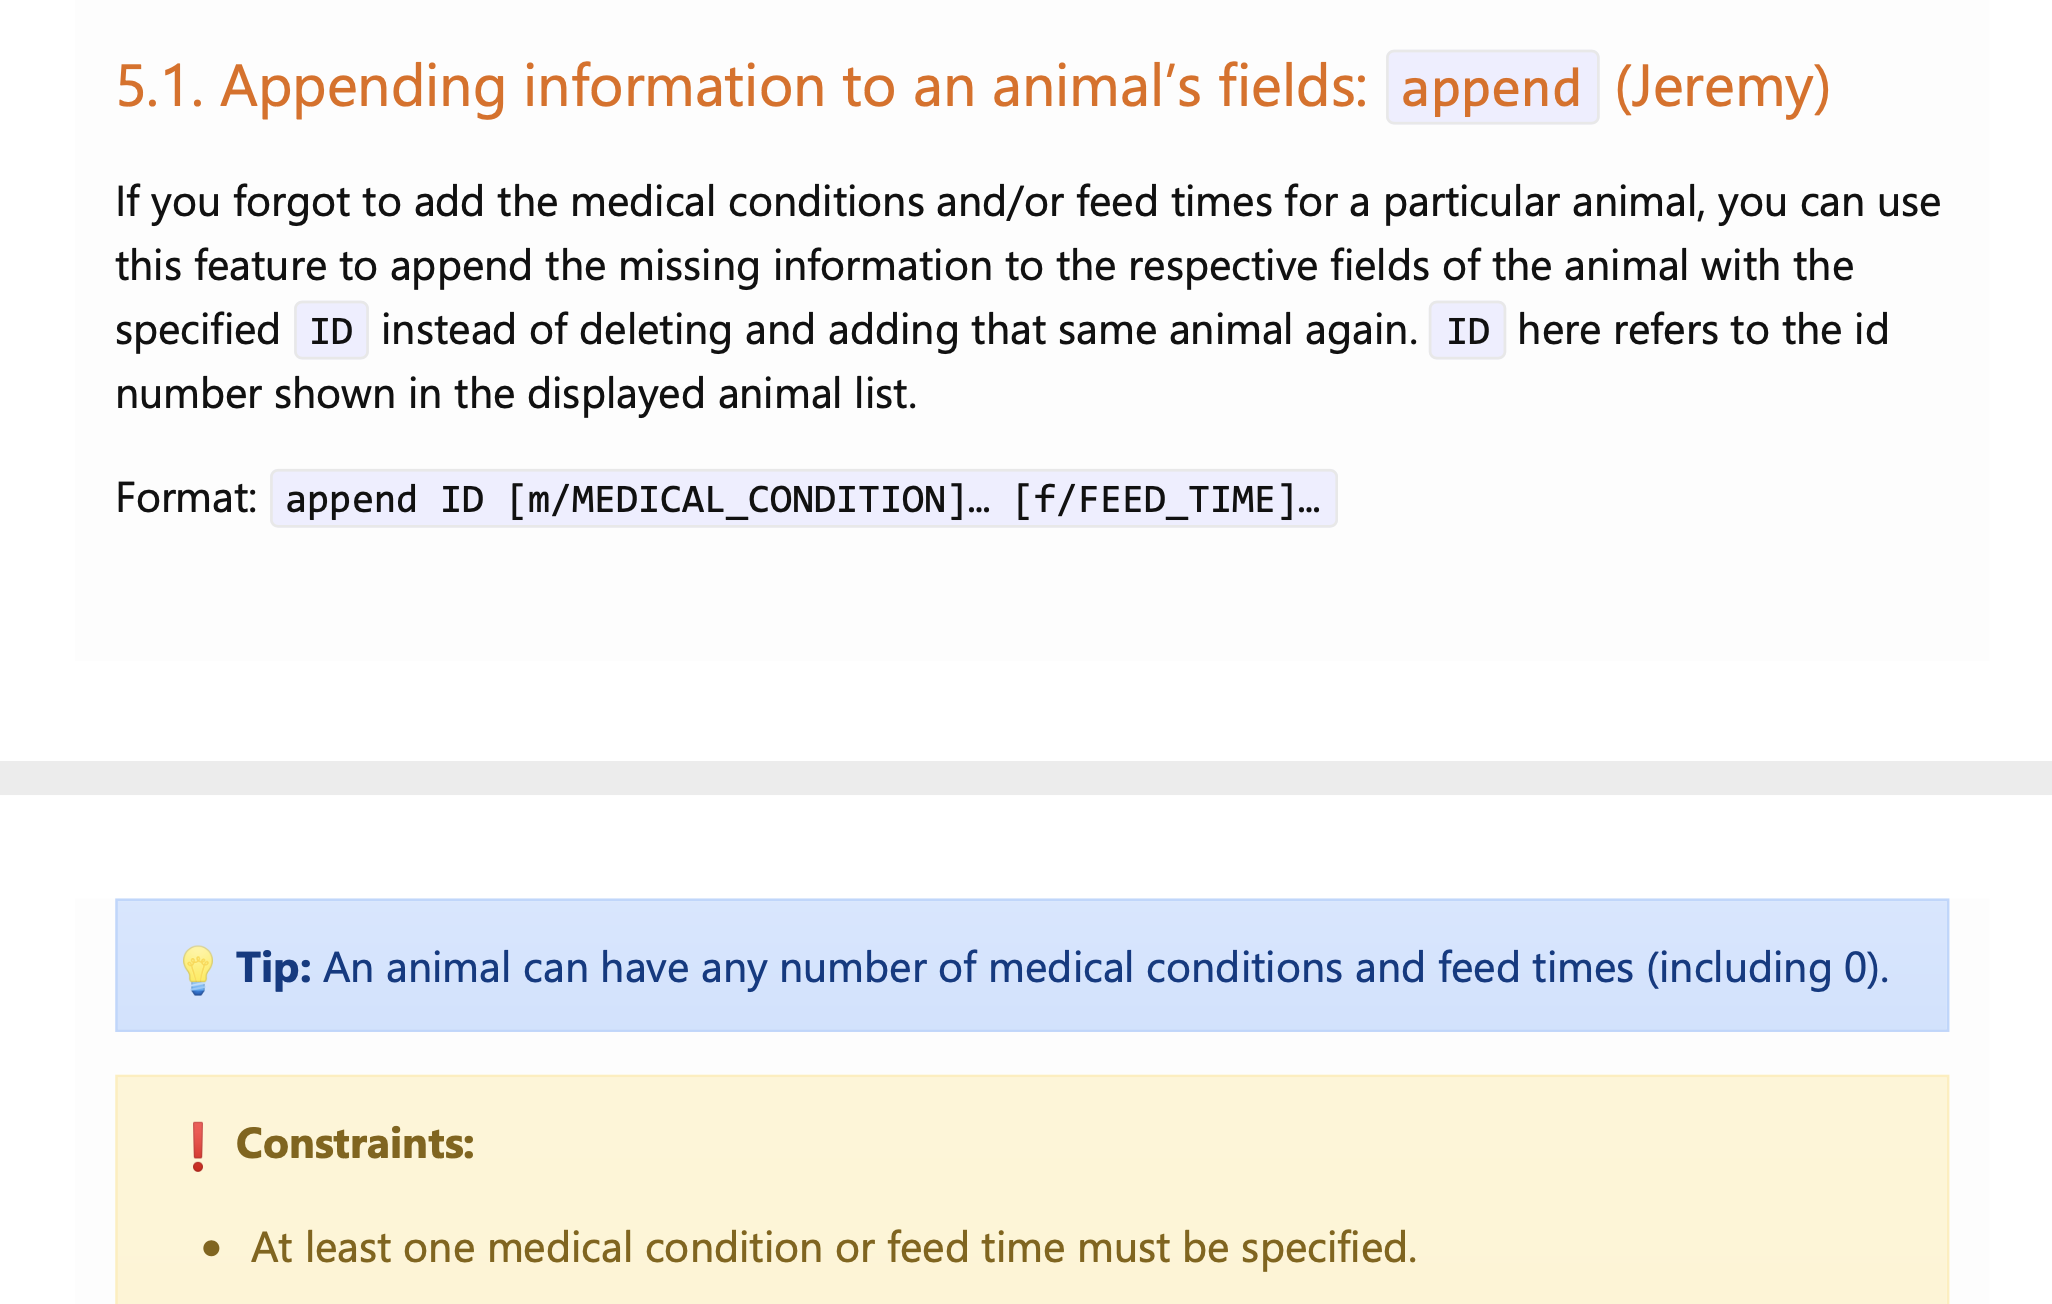 5.1. Appending information to an animal’s fields: append (Jeremy)
If you forgot to add the medical conditions and/or feed times for a particular animal, you can use
this feature to append the missing information to the respective fields of the animal with the
specified ID instead of deleting and adding that same animal again. ID here refers to the id
number shown in the displayed animal list.
Format: append ID [m/MEDICAL_CONDITION]… [f/FEED_TIME]…
💡 Tip: An animal can have any number of medical conditions and feed times (including 0).
❗ Constraints:
• At least one medical condition or feed time must be specified.